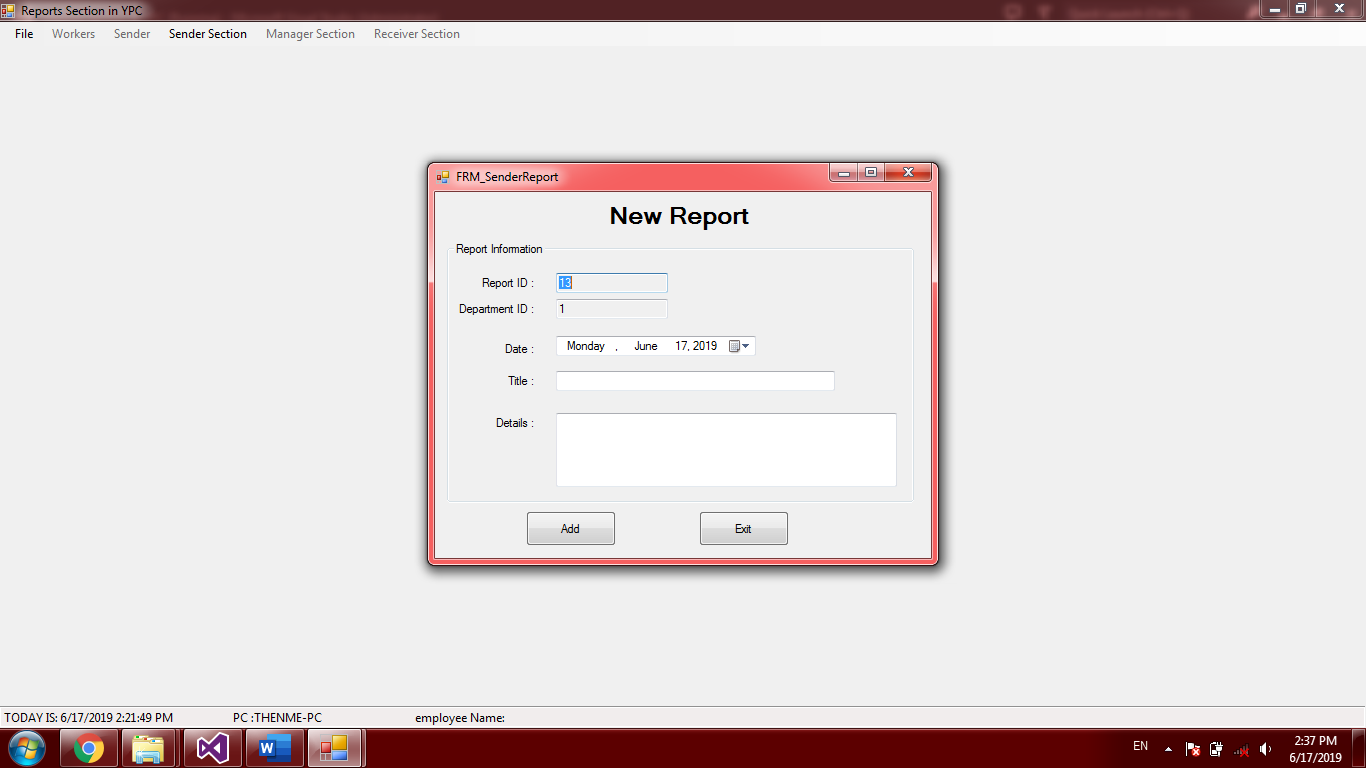 Reports Section in YPC
File Workers Sender Sender Section Manager Section Receiver Section
FRM_SenderReport
New Report
Report Information
Report ID : 13
Department ID : 1
Date : Monday , June 17, 2019
Title :
Details :
Add Exit
TODAY IS: 6/17/2019 2:21:49 PM PC :THENME-PC employee Name:
EN 2:37 PM
6/17/2019